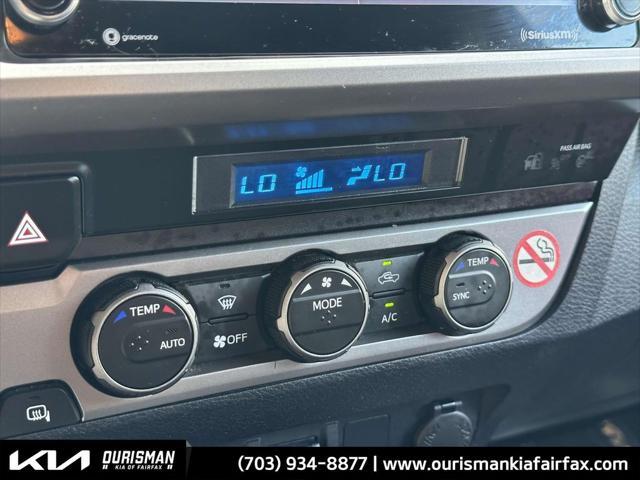 gracenote
SiriusXM
PASS AIR BAG
LO LO
TEMP
AUTO
OFF
MODE
A/C
TEMP
SYNC
KIA OURISMAN
KIA OF FAIRFAX
(703) 934-8877 | www.ourismankiafairfax.com